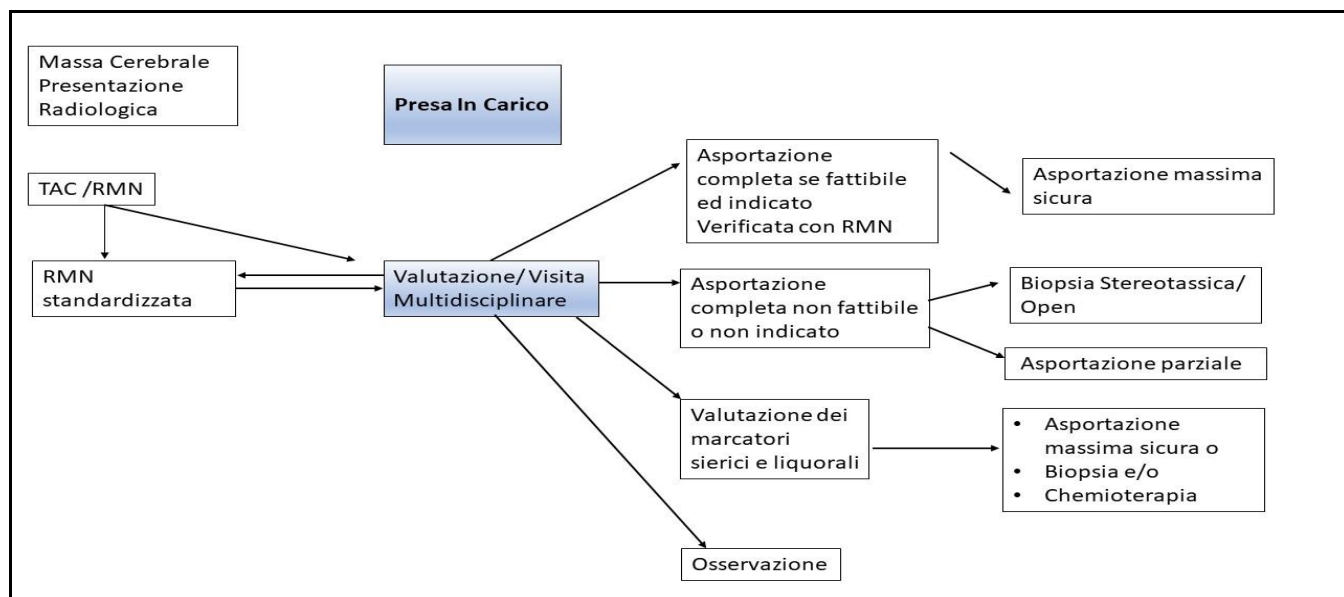 Massa Cerebrale
Presentazione
Radiologica
Presa In Carico
TAC /RMN
RMN
standardizzata
Valutazione/Visita
Multidisciplinare
Asportazione
completa se fattibile
ed indicato
Verificata con RMN
Asportazione massima
sicura
Asportazione
completa non fattibile
o non indicato
Biopsia Stereotassica/
Open
Asportazione parziale
Valutazione dei
marcatori
sierici e liquorali
• Asportazione
massima sicura o
• Biopsia e/o
• Chemioterapia
Osservazione